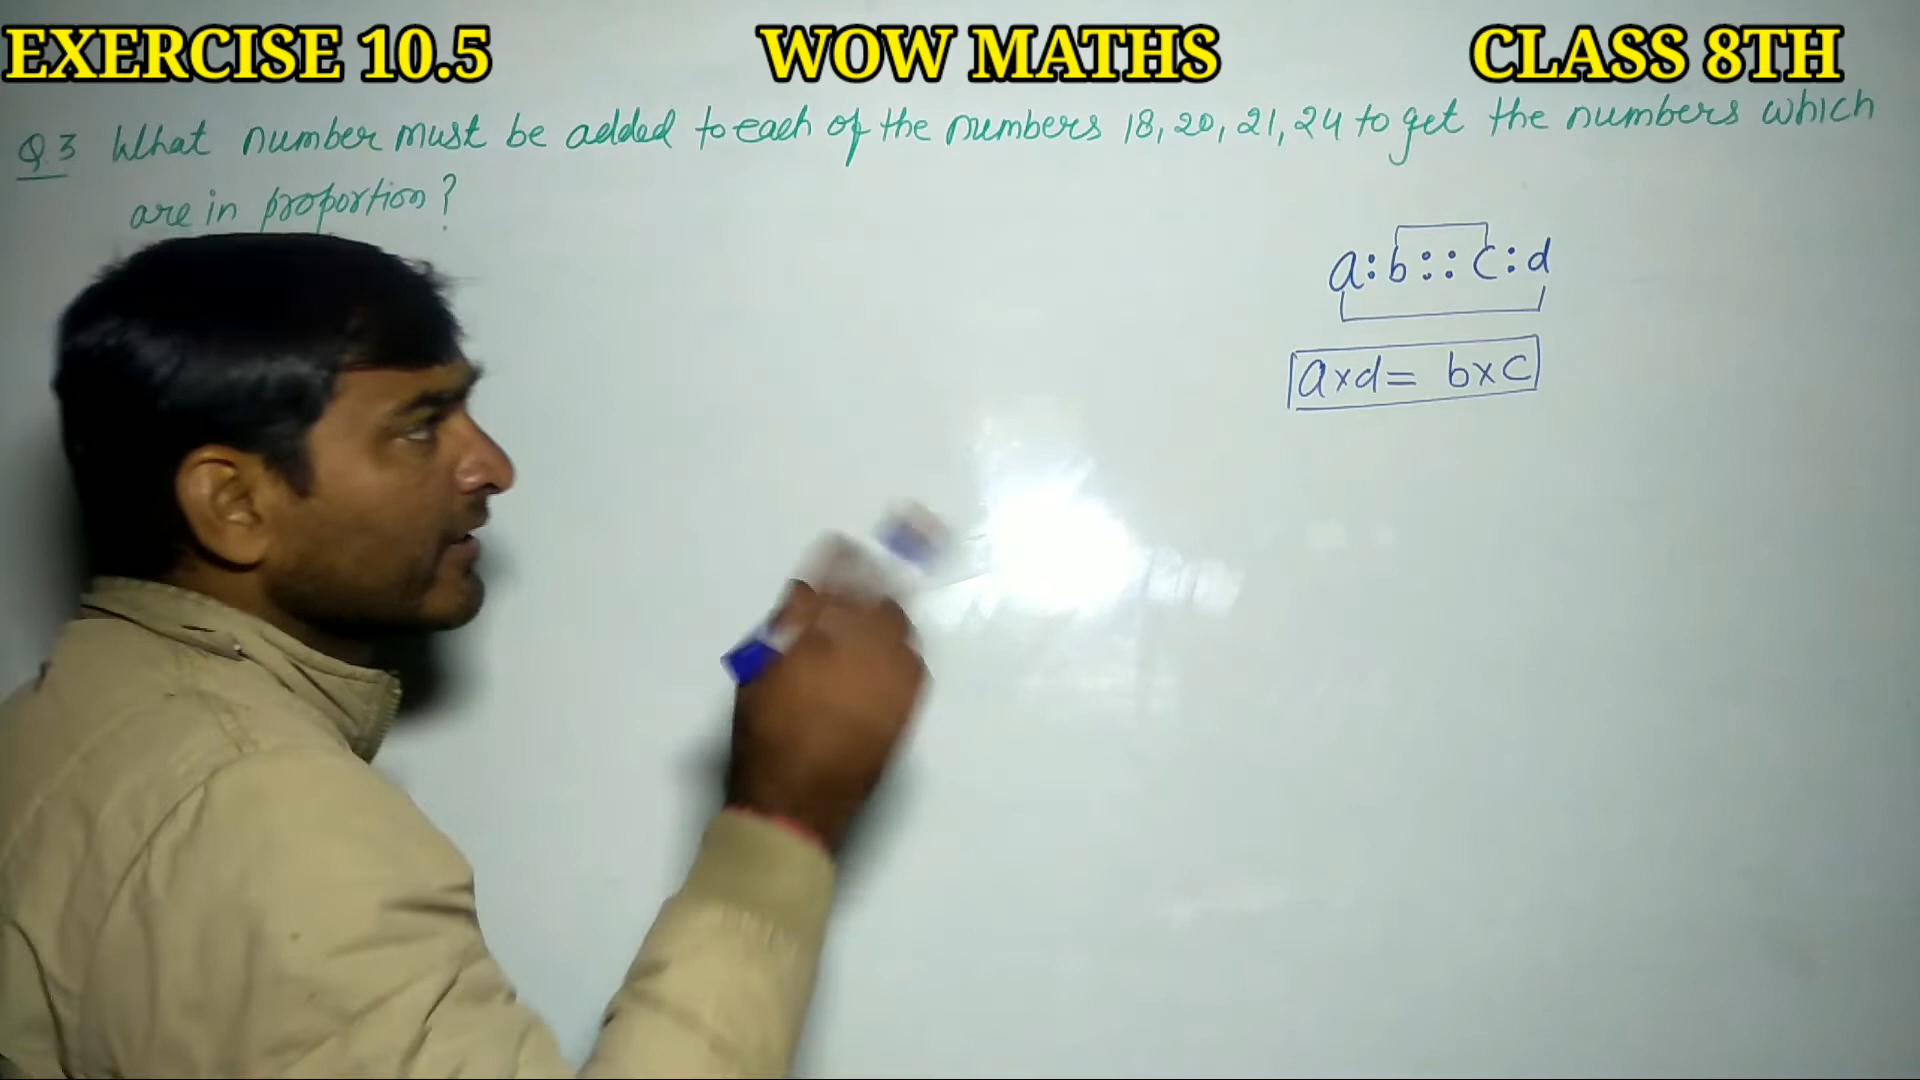 EXERCISE 10.5 WOW MATHS CLASS 8TH
Q.3 What number must be added to each of the numbers 18, 20, 21, 24 to get the numbers which
are in proportion?
a:b::c:d
a×d= b×c